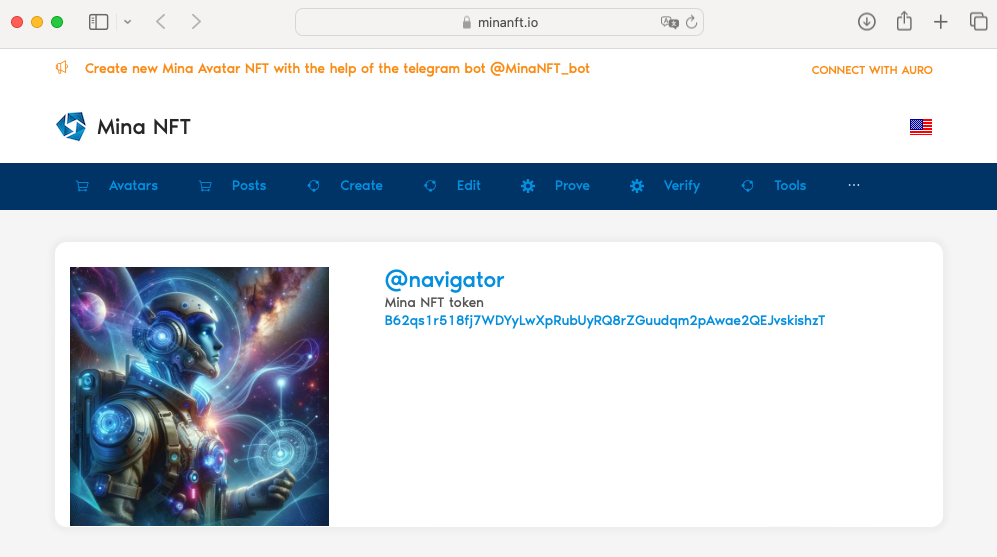 minanft.io
Create new Mina Avatar NFT with the help of the telegram bot @MinaNFT_bot
CONNECT WITH AURO
Mina NFT
Avatars
Posts
Create
Edit
Prove
Verify
Tools
...
@navigator
Mina NFT token
B62qs1r518fj7WDYyLwXpRubUyRQ8rZGuudqm2pAwae2QEJvskishzT